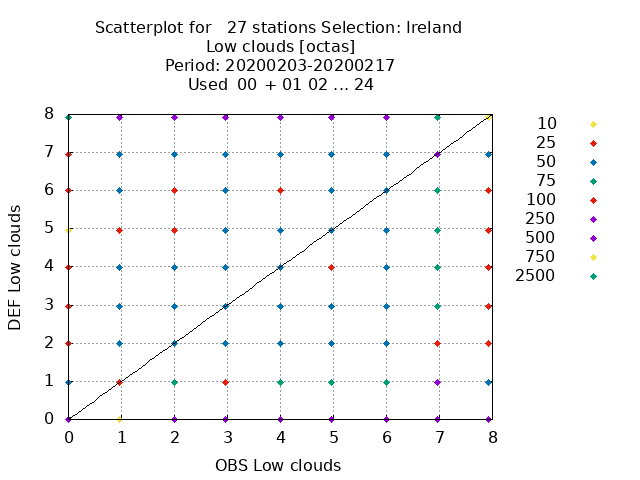 Scatterplot for 27 stations Selection: Ireland
Low clouds [octas]
Period: 20200203-20200217
Used 00 + 01 02 ... 24
8
7
6
5
4
3
2
1
0
DEF Low clouds
0 1 2 3 4 5 6 7 8
OBS Low clouds
10
25
50
75
100
250
500
750
2500